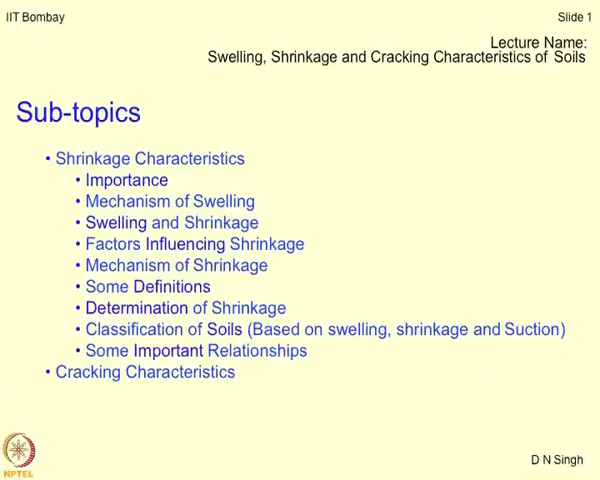 IIT Bombay
Slide 1
Lecture Name:
Swelling, Shrinkage and Cracking Characteristics of Soils
Sub-topics
• Shrinkage Characteristics
• Importance
• Mechanism of Swelling
• Swelling and Shrinkage
• Factors Influencing Shrinkage
• Mechanism of Shrinkage
• Some Definitions
• Determination of Shrinkage
• Classification of Soils (Based on swelling, shrinkage and Suction)
• Some Important Relationships
• Cracking Characteristics
NPTEL
D N Singh